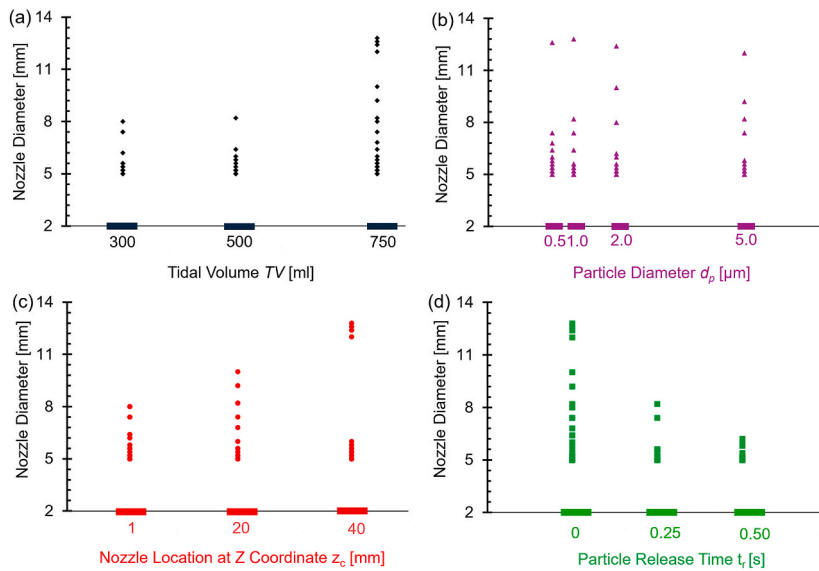 (a)
14
11
8
5
2
Nozzle Diameter [mm]
300 500 750
Tidal Volume TV [ml]
(b)
14
11
8
5
2
Nozzle Diameter [mm]
0.5 1.0 2.0 5.0
Particle Diameter dp [µm]
(c)
14
11
8
5
2
Nozzle Diameter [mm]
1 20 40
Nozzle Location at Z Coordinate zc [mm]
(d)
14
11
8
5
2
Nozzle Diameter [mm]
0 0.25 0.50
Particle Release Time tr [s]